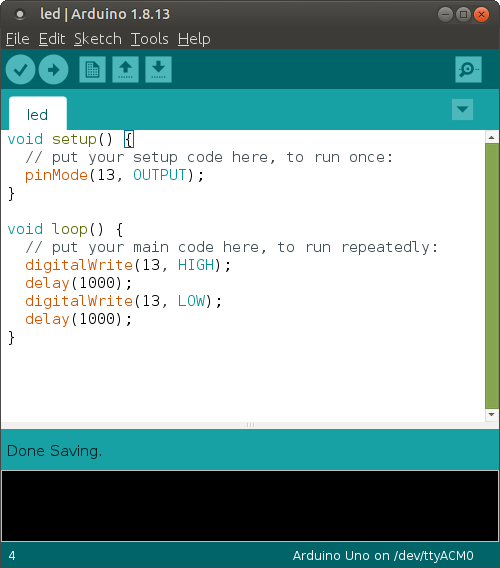 led | Arduino 1.8.13
File Edit Sketch Tools Help
led
void setup() {
  // put your setup code here, to run once:
  pinMode(13, OUTPUT);
}

void loop() {
  // put your main code here, to run repeatedly:
  digitalWrite(13, HIGH);
  delay(1000);
  digitalWrite(13, LOW);
  delay(1000);
}
Done Saving.
4 Arduino Uno on /dev/ttyACM0